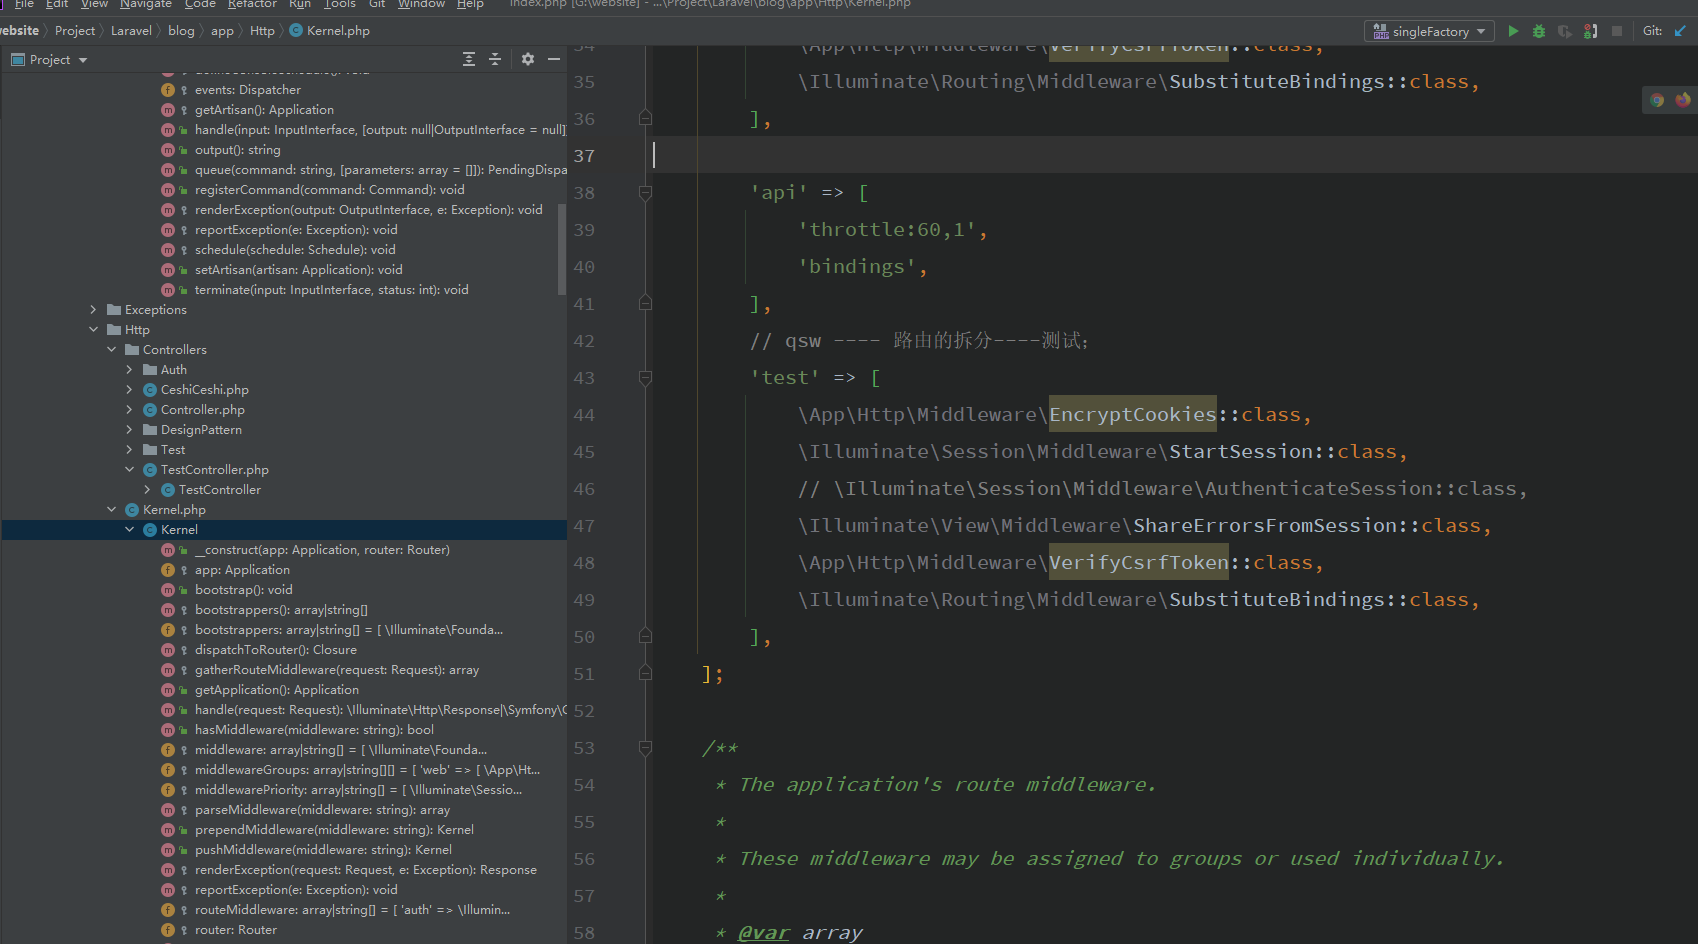 File Edit View Navigate Code Refactor Run Tools Git Window Help index.php [G:\website] - ...\Project\Laravel\blog\app\Http\Kernel.php
website Project Laravel blog app Http Kernel.php
singleFactory
Git:
Project
events: Dispatcher
getArtisan(): Application
handle(input: InputInterface, [output: null|OutputInterface = null]
output(): string
queue(command: string, [parameters: array = []]): PendingDispa
registerCommand(command: Command): void
renderException(output: OutputInterface, e: Exception): void
reportException(e: Exception): void
schedule(schedule: Schedule): void
setArtisan(artisan: Application): void
terminate(input: InputInterface, status: int): void
Exceptions
Http
Controllers
Auth
CeshiCeshi.php
Controller.php
DesignPattern
Test
TestController.php
TestController
Kernel.php
Kernel
__construct(app: Application, router: Router)
app: Application
bootstrap(): void
bootstrappers(): array|string[]
bootstrappers: array|string[] = [ \Illuminate\Founda...
dispatchToRouter(): Closure
gatherRouteMiddleware(request: Request): array
getApplication(): Application
handle(request: Request): \Illuminate\Http\Response|\Symfony\C
hasMiddleware(middleware: string): bool
middleware: array|string[] = [ \Illuminate\Founda...
middlewareGroups: array|string[][] = [ 'web' => [ \App\Ht...
middlewarePriority: array|string[] = [ \Illuminate\Sessio...
parseMiddleware(middleware: string): array
prependMiddleware(middleware: string): Kernel
pushMiddleware(middleware: string): Kernel
renderException(request: Request, e: Exception): Response
reportException(e: Exception): void
routeMiddleware: array|string[] = [ 'auth' => \Illumin...
router: Router
34 \App\Http\Middleware\VerifyCsrfToken::class,
35 \Illuminate\Routing\Middleware\SubstituteBindings::class,
36 ],
37
38 'api' => [
39 'throttle:60,1',
40 'bindings',
41 ],
42 // qsw ---- 路由的拆分----测试;
43 'test' => [
44 \App\Http\Middleware\EncryptCookies::class,
45 \Illuminate\Session\Middleware\StartSession::class,
46 // \Illuminate\Session\Middleware\AuthenticateSession::class,
47 \Illuminate\View\Middleware\ShareErrorsFromSession::class,
48 \App\Http\Middleware\VerifyCsrfToken::class,
49 \Illuminate\Routing\Middleware\SubstituteBindings::class,
50 ],
51 ];
52
53 /**
54 * The application's route middleware.
55 *
56 * These middleware may be assigned to groups or used individually.
57 *
58 * @var array